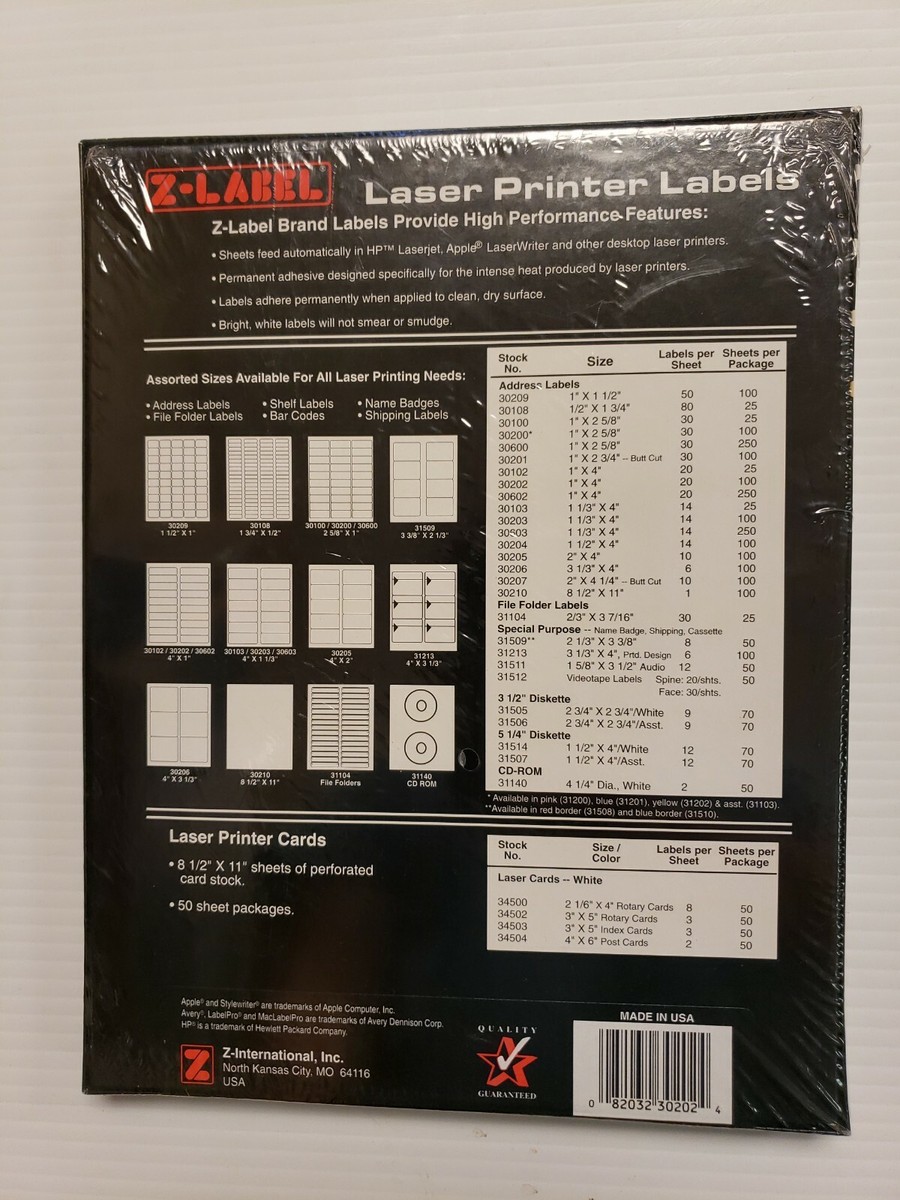 Z-LABEL® Laser Printer Labels
Z-Label Brand Labels Provide High Performance Features:
• Sheets feed automatically in HP™ Laserjet, Apple® LaserWriter and other desktop laser printers.
• Permanent adhesive designed specifically for the intense heat produced by laser printers.
• Labels adhere permanently when applied to clean, dry surface.
• Bright, white labels will not smear or smudge.
Assorted Sizes Available For All Laser Printing Needs:
• Address Labels • Shelf Labels • Name Badges
• File Folder Labels • Bar Codes • Shipping Labels
30209 30108 30100 / 30200 / 30600 31509
1 1/2" X 1" 1 3/4" X 1/2" 2 5/8" X 1" 3 3/8" X 2 1/3"
30102 / 30202 / 30602 30103 / 30203 / 30603 30205 31213
4" X 1" 4" X 1 1/3" 4" X 2" 4" X 3 1/3"
30206 30210 31104 31140
4" X 3 1/3" 8 1/2" X 11" File Folders CD ROM
Stock No. Size Labels per Sheet Sheets per Package
Address Labels
30209 1" X 1 1/2" 50 100
30108 1/2" X 1 3/4" 80 25
30100 1" X 2 5/8" 30 25
30200* 1" X 2 5/8" 30 100
30600 1" X 2 5/8" 30 250
30201 1" X 2 3/4" -- Butt Cut 30 100
30102 1" X 4" 20 25
30202 1" X 4" 20 100
30602 1" X 4" 20 250
30103 1 1/3" X 4" 14 25
30203 1 1/3" X 4" 14 100
30603 1 1/3" X 4" 14 250
30204 1 1/2" X 4" 14 100
30205 2" X 4" 10 100
30206 3 1/3" X 4" 6 100
30207 2" X 4 1/4" -- Butt Cut 10 100
30210 8 1/2" X 11" 1 100
File Folder Labels
31104 2/3" X 3 7/16" 30 25
Special Purpose -- Name Badge, Shipping, Cassette
31509** 2 1/3" X 3 3/8" 8 50
31213 3 1/3" X 4", Prtd. Design 6 100
31511 1 5/8" X 3 1/2" Audio 12 50
31512 Videotape Labels Spine: 20/shts. 50
Face: 30/shts.
3 1/2" Diskette
31505 2 3/4" X 2 3/4"/White 9 70
31506 2 3/4" X 2 3/4"/Asst. 9 70
5 1/4" Diskette
31514 1 1/2" X 4"/White 12 70
31507 1 1/2" X 4"/Asst. 12 70
CD-ROM
31140 4 1/4" Dia., White 2 50
* Available in pink (31200), blue (31201), yellow (31202) & asst. (31103).
**Available in red border (31508) and blue border (31510).
Laser Printer Cards
• 8 1/2" X 11" sheets of perforated
card stock.
• 50 sheet packages.
Stock No. Size / Color Labels per Sheet Sheets per Package
Laser Cards -- White
34500 2 1/6" X 4" Rotary Cards 8 50
34502 3" X 5" Rotary Cards 3 50
34503 3" X 5" Index Cards 3 50
34504 4" X 6" Post Cards 2 50
Apple® and Stylewriter® are trademarks of Apple Computer, Inc.
Avery®, LabelPro® and MacLabelPro are trademarks of Avery Dennison Corp.
HP® is a trademark of Hewlett Packard Company.
Z
Z-International, Inc.
North Kansas City, MO 64116
USA
QUALITY
GUARANTEED
MADE IN USA
0 82032 30202 4